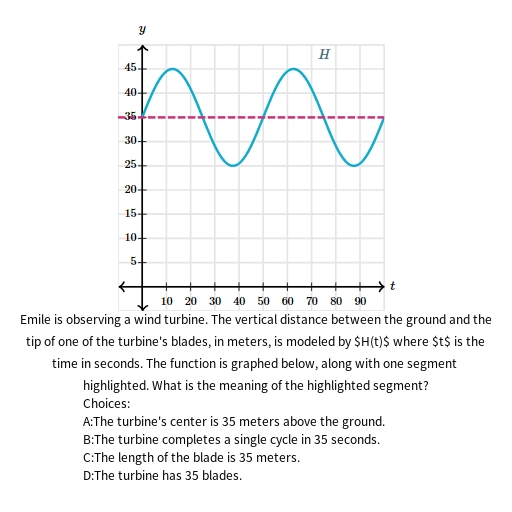 y
H
45
40
35
30
25
20
15
10
5
t
10 20 30 40 50 60 70 80 90
Emile is observing a wind turbine. The vertical distance between the ground and the
tip of one of the turbine's blades, in meters, is modeled by $H(t)$ where $t$ is the
time in seconds. The function is graphed below, along with one segment
highlighted. What is the meaning of the highlighted segment?
Choices:
A:The turbine's center is 35 meters above the ground.
B:The turbine completes a single cycle in 35 seconds.
C:The length of the blade is 35 meters.
D:The turbine has 35 blades.